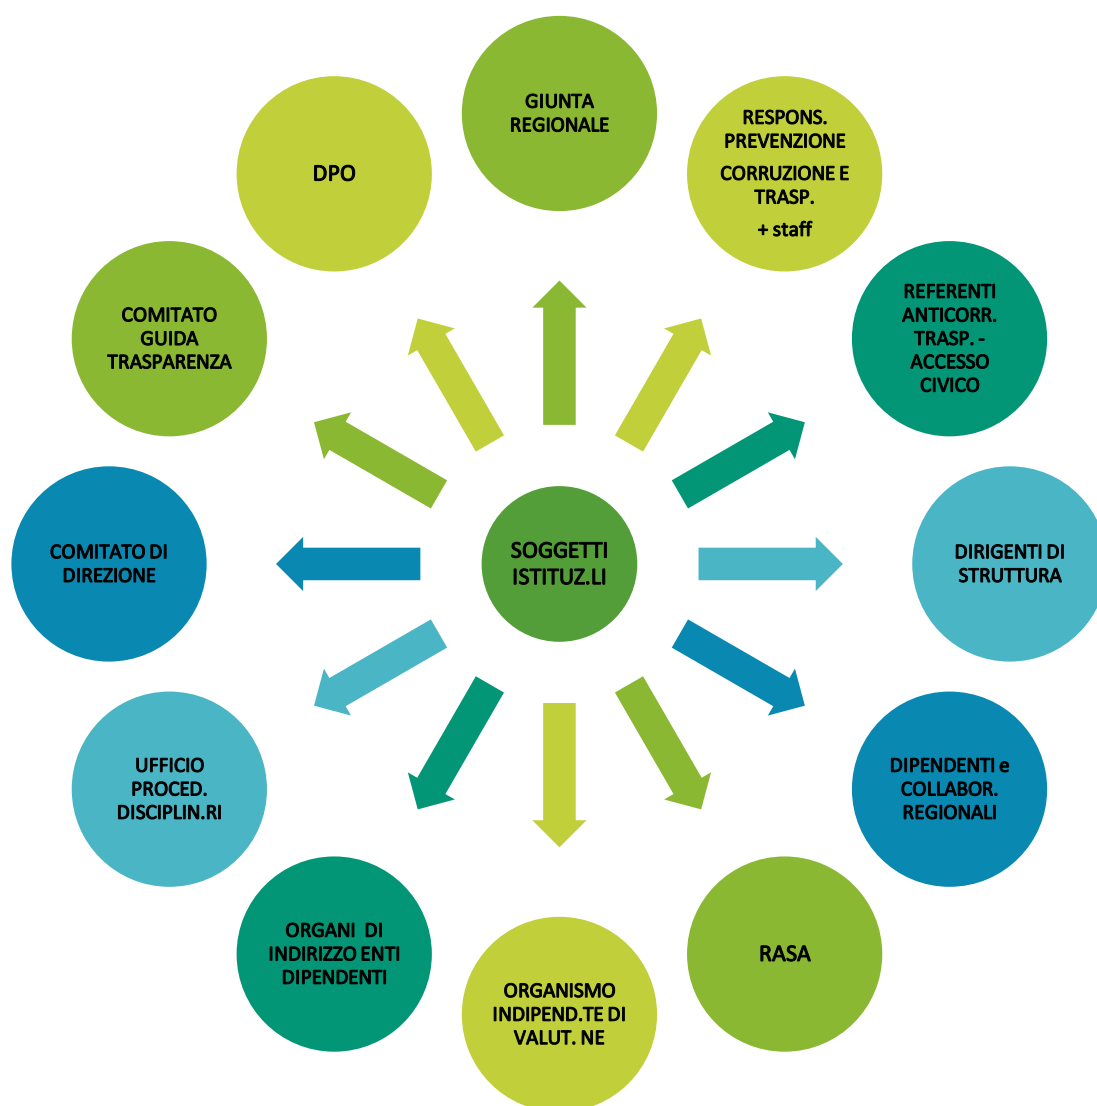 GIUNTA
REGIONALE
RESPONS.
PREVENZIONE
CORRUZIONE E
TRASP.
+ staff
REFERENTI
ANTICORR.
TRASP. -
ACCESSO
CIVICO
DIRIGENTI DI
STRUTTURA
DIPENDENTI e
COLLABOR.
REGIONALI
RASA
ORGANISMO
INDIPEND.TE DI
VALUT. NE
ORGANI DI
INDIRIZZO ENTI
DIPENDENTI
UFFICIO
PROCED.
DISCIPLIN.RI
COMITATO DI
DIREZIONE
COMITATO
GUIDA
TRASPARENZA
DPO
SOGGETTI
ISTITUZ.LI